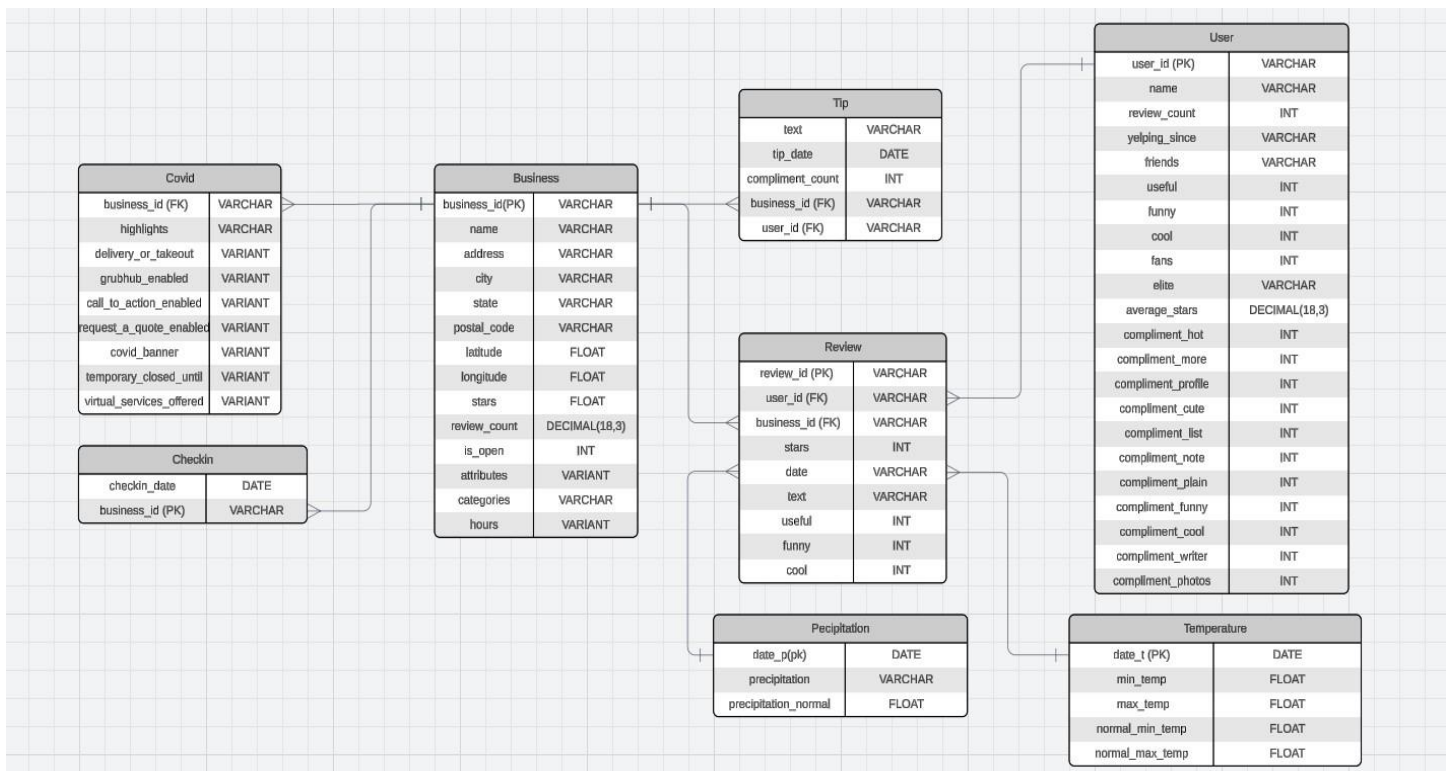 Covid
business_id (FK) VARCHAR
highlights VARCHAR
delivery_or_takeout VARIANT
grubhub_enabled VARIANT
call_to_action_enabled VARIANT
request_a_quote_enabled VARIANT
covid_banner VARIANT
temporary_closed_until VARIANT
virtual_services_offered VARIANT
Checkin
checkin_date DATE
business_id (PK) VARCHAR
Business
business_id(PK) VARCHAR
name VARCHAR
address VARCHAR
city VARCHAR
state VARCHAR
postal_code VARCHAR
latitude FLOAT
longitude FLOAT
stars FLOAT
review_count DECIMAL(18,3)
is_open INT
attributes VARIANT
categories VARCHAR
hours VARIANT
Tip
text VARCHAR
tip_date DATE
compliment_count INT
business_id (FK) VARCHAR
user_id (FK) VARCHAR
Review
review_id (PK) VARCHAR
user_id (FK) VARCHAR
business_id (FK) VARCHAR
stars INT
date VARCHAR
text VARCHAR
useful INT
funny INT
cool INT
Pecipitation
date_p(pk) DATE
precipitation VARCHAR
precipitation_normal FLOAT
User
user_id (PK) VARCHAR
name VARCHAR
review_count INT
yelping_since VARCHAR
friends VARCHAR
useful INT
funny INT
cool INT
fans INT
elite VARCHAR
average_stars DECIMAL(18,3)
compliment_hot INT
compliment_more INT
compliment_profile INT
compliment_cute INT
compliment_list INT
compliment_note INT
compliment_plain INT
compliment_funny INT
compliment_cool INT
compliment_writer INT
compliment_photos INT
Temperature
date_t (PK) DATE
min_temp FLOAT
max_temp FLOAT
normal_min_temp FLOAT
normal_max_temp FLOAT